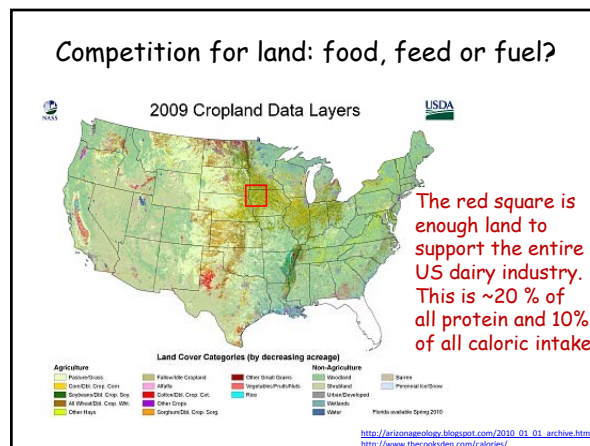 Competition for land: food, feed or fuel?
NASS
2009 Cropland Data Layers
USDA
The red square is
enough land to
support the entire
US dairy industry.
This is ~20 % of
all protein and 10%
of all caloric intake
Land Cover Categories (by decreasing acreage)
Agriculture
Pasture/Grass
Corn/Dbl. Crop. Corn
Soybeans/Dbl. Crop. Soy.
All Wheat/Dbl. Crop. Wht.
Other Hays
Fallow/Idle Cropland
Alfalfa
Cotton/Dbl. Crop. Cot.
Other Crops
Sorghum/Dbl. Crop. Sorg.
Other Small Grains
Vegetables/Fruits/Nuts
Rice
Non-Agriculture
Woodland
Shrubland
Urban/Developed
Wetlands
Water
Barren
Perennial Ice/Snow
Florida available Spring 2010
http://arizonageology.blogspot.com/2010_01_01_archive.htm
http://www.thecooksden.com/calories/